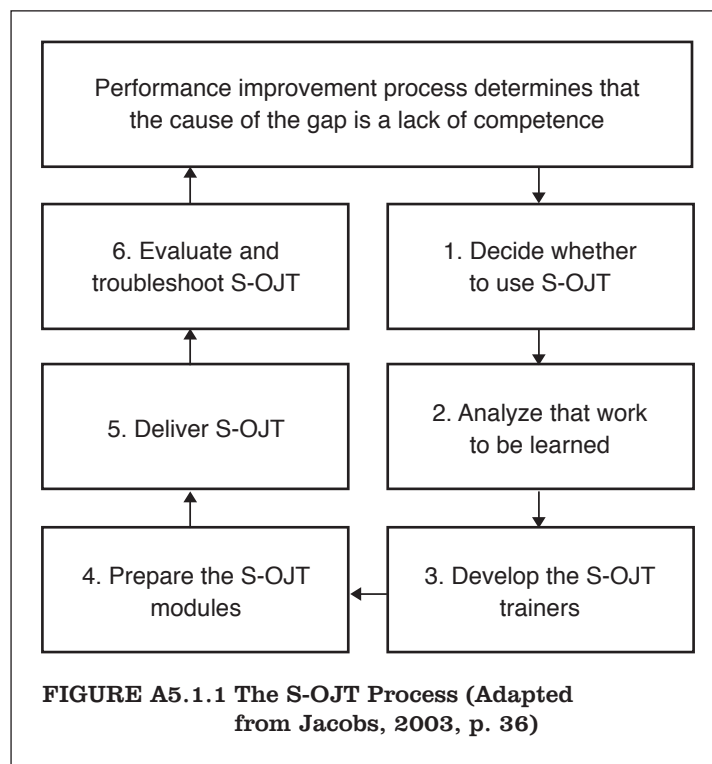 Performance improvement process determines that
the cause of the gap is a lack of competence
6. Evaluate and
troubleshoot S-OJT
1. Decide whether
to use S-OJT
5. Deliver S-OJT
2. Analyze that work
to be learned
4. Prepare the S-OJT
modules
3. Develop the S-OJT
trainers
FIGURE A5.1.1 The S-OJT Process (Adapted
from Jacobs, 2003, p. 36)